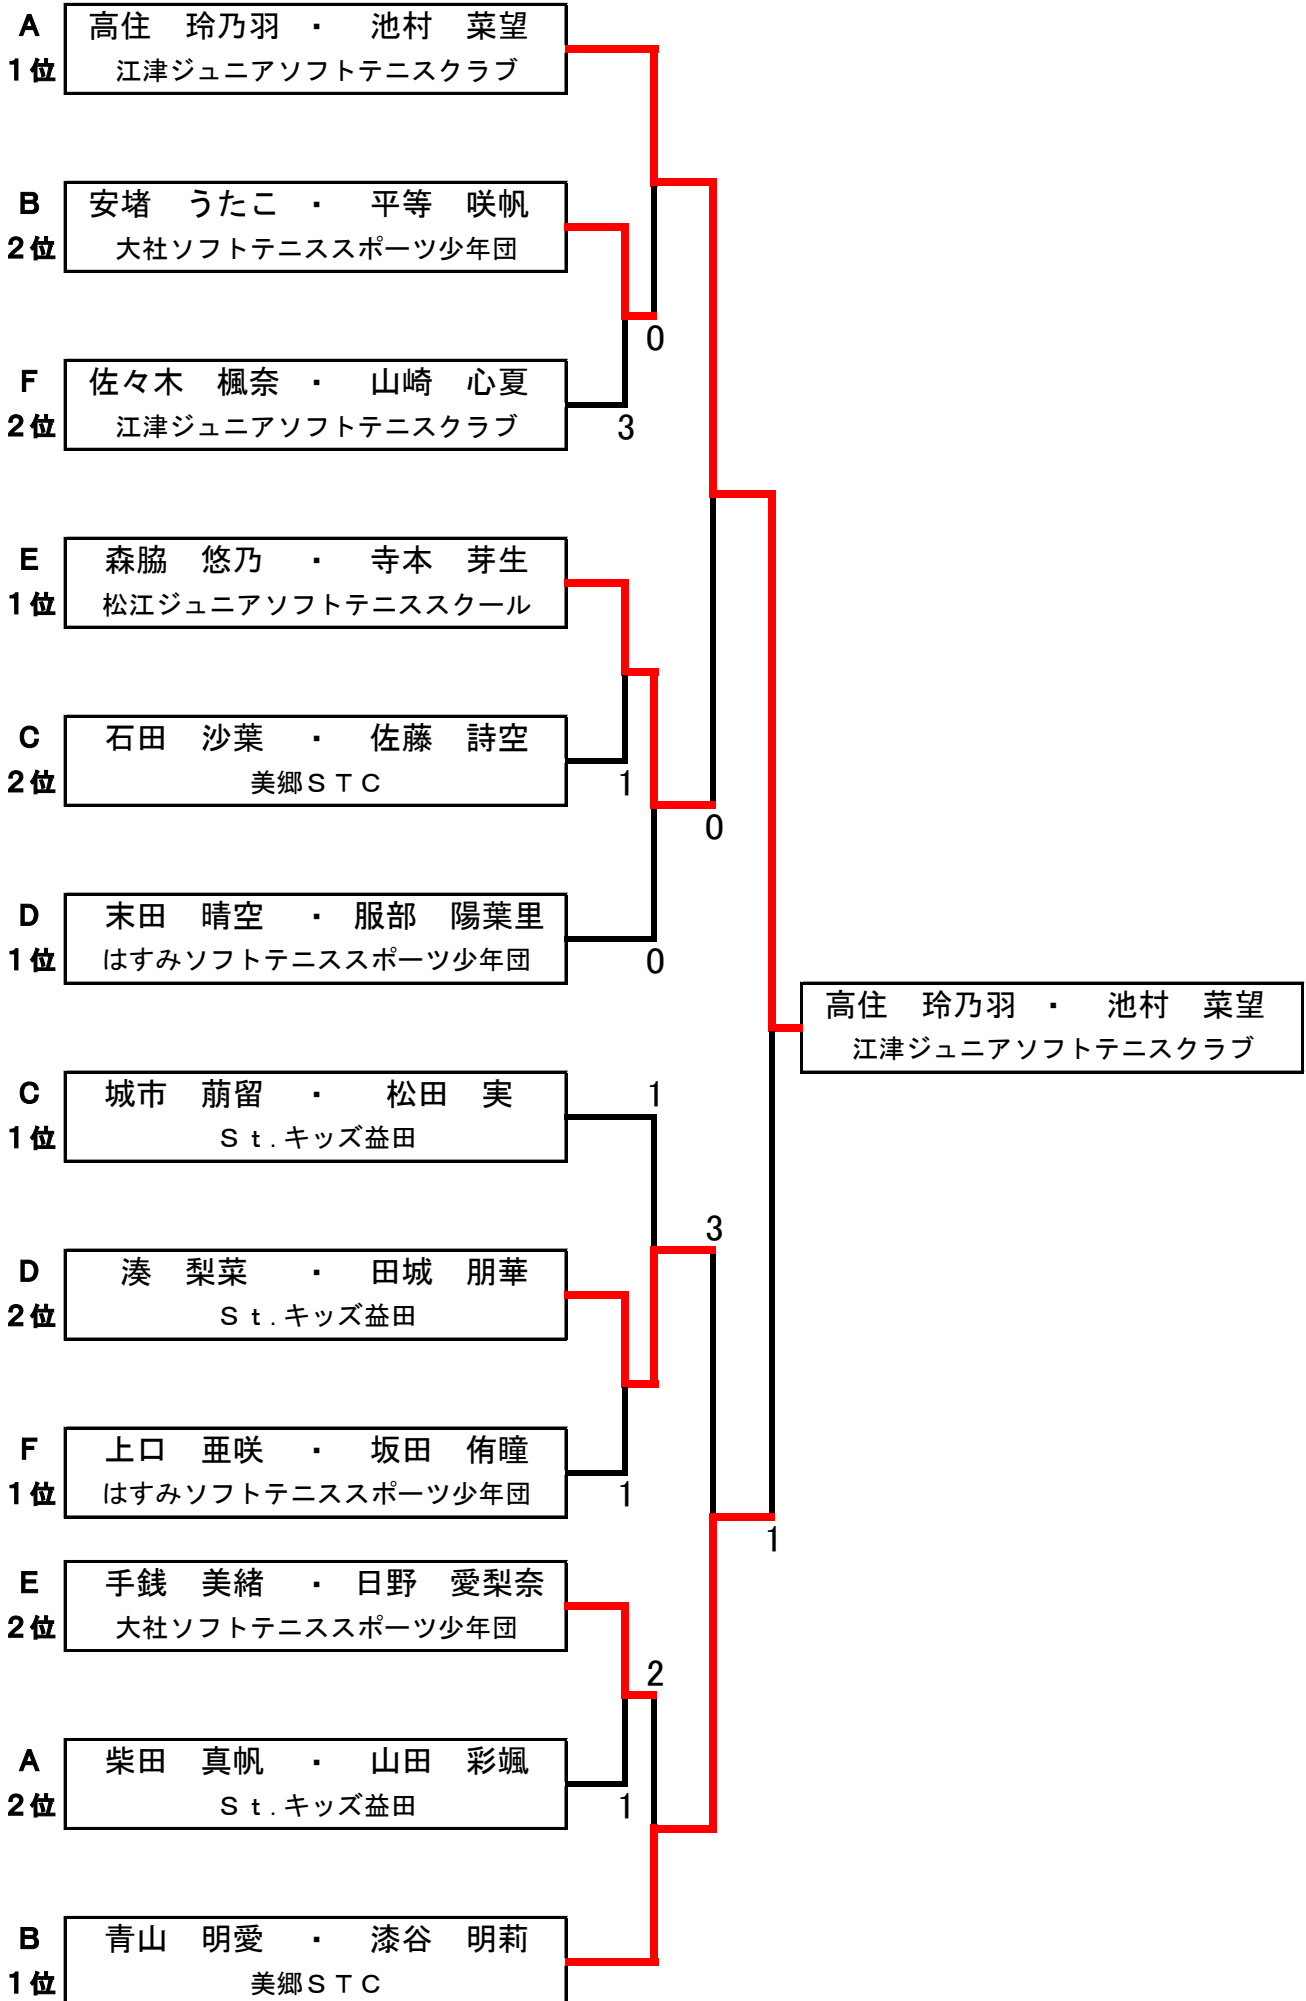 A 高住　玲乃羽 ・ 池村　菜望
1位 江津ジュニアソフトテニスクラブ
B 安堵　うたこ ・ 平等　咲帆
2位 大社ソフトテニススポーツ少年団
0
F 佐々木　楓奈 ・ 山崎　心夏
2位 江津ジュニアソフトテニスクラブ
3
E 森脇　悠乃 ・ 寺本　芽生
1位 松江ジュニアソフトテニススクール
C 石田　沙葉 ・ 佐藤　詩空
2位 美郷ＳＴＣ
1
0
D 末田　晴空 ・ 服部　陽葉里
1位 はすみソフトテニススポーツ少年団
0
高住　玲乃羽 ・ 池村　菜望
江津ジュニアソフトテニスクラブ
C 城市　萠留 ・ 松田　実
1
1位 Ｓｔ.キッズ益田
3
D 湊　梨菜 ・ 田城　朋華
2位 Ｓｔ.キッズ益田
F 上口　亜咲 ・ 坂田　侑瞳
1位 はすみソフトテニススポーツ少年団
1
1
E 手銭　美緒 ・ 日野　愛梨奈
2位 大社ソフトテニススポーツ少年団
2
A 柴田　真帆 ・ 山田　彩颯
2位 Ｓｔ.キッズ益田
1
B 青山　明愛 ・ 漆谷　明莉
1位 美郷ＳＴＣ